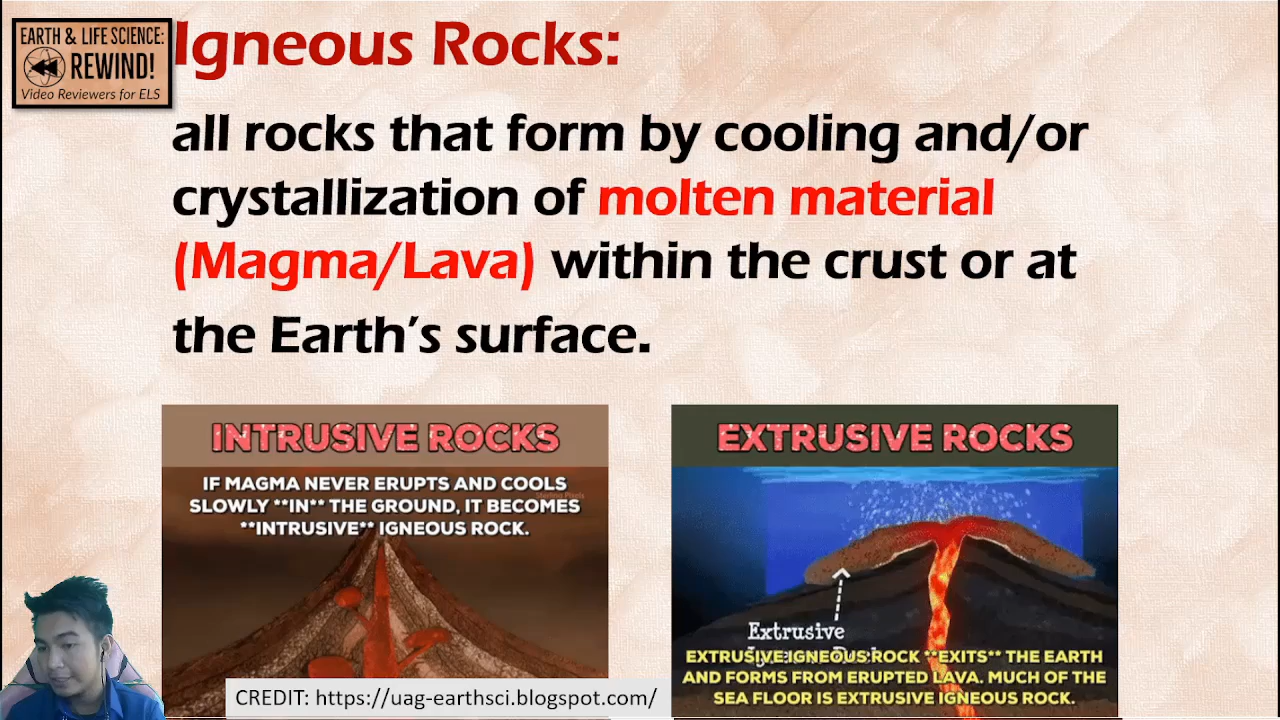 EARTH & LIFE SCIENCE:
REWIND!
Video Reviewers for ELS
Igneous Rocks:
all rocks that form by cooling and/or
crystallization of molten material
(Magma/Lava) within the crust or at
the Earth's surface.
INTRUSIVE ROCKS
IF MAGMA NEVER ERUPTS AND COOLS
SLOWLY **IN** THE GROUND, IT BECOMES
**INTRUSIVE** IGNEOUS ROCK.
EXTRUSIVE ROCKS
Extrusive
EXTRUSIVE IGNEOUS ROCK **EXITS** THE EARTH
AND FORMS FROM ERUPTED LAVA. MUCH OF THE
SEA FLOOR IS EXTRUSIVE IGNEOUS ROCK.
CREDIT: https://uag-earthsci.blogspot.com/